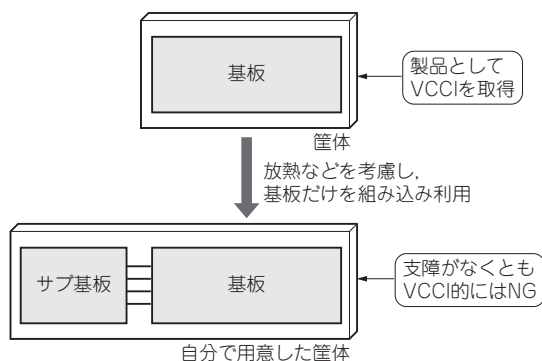 基板
製品として
VCCIを取得
筐体
放熱などを考慮し，
基板だけを組み込み利用
サブ基板
基板
支障がなくとも
VCCI的にはNG
自分で用意した筐体